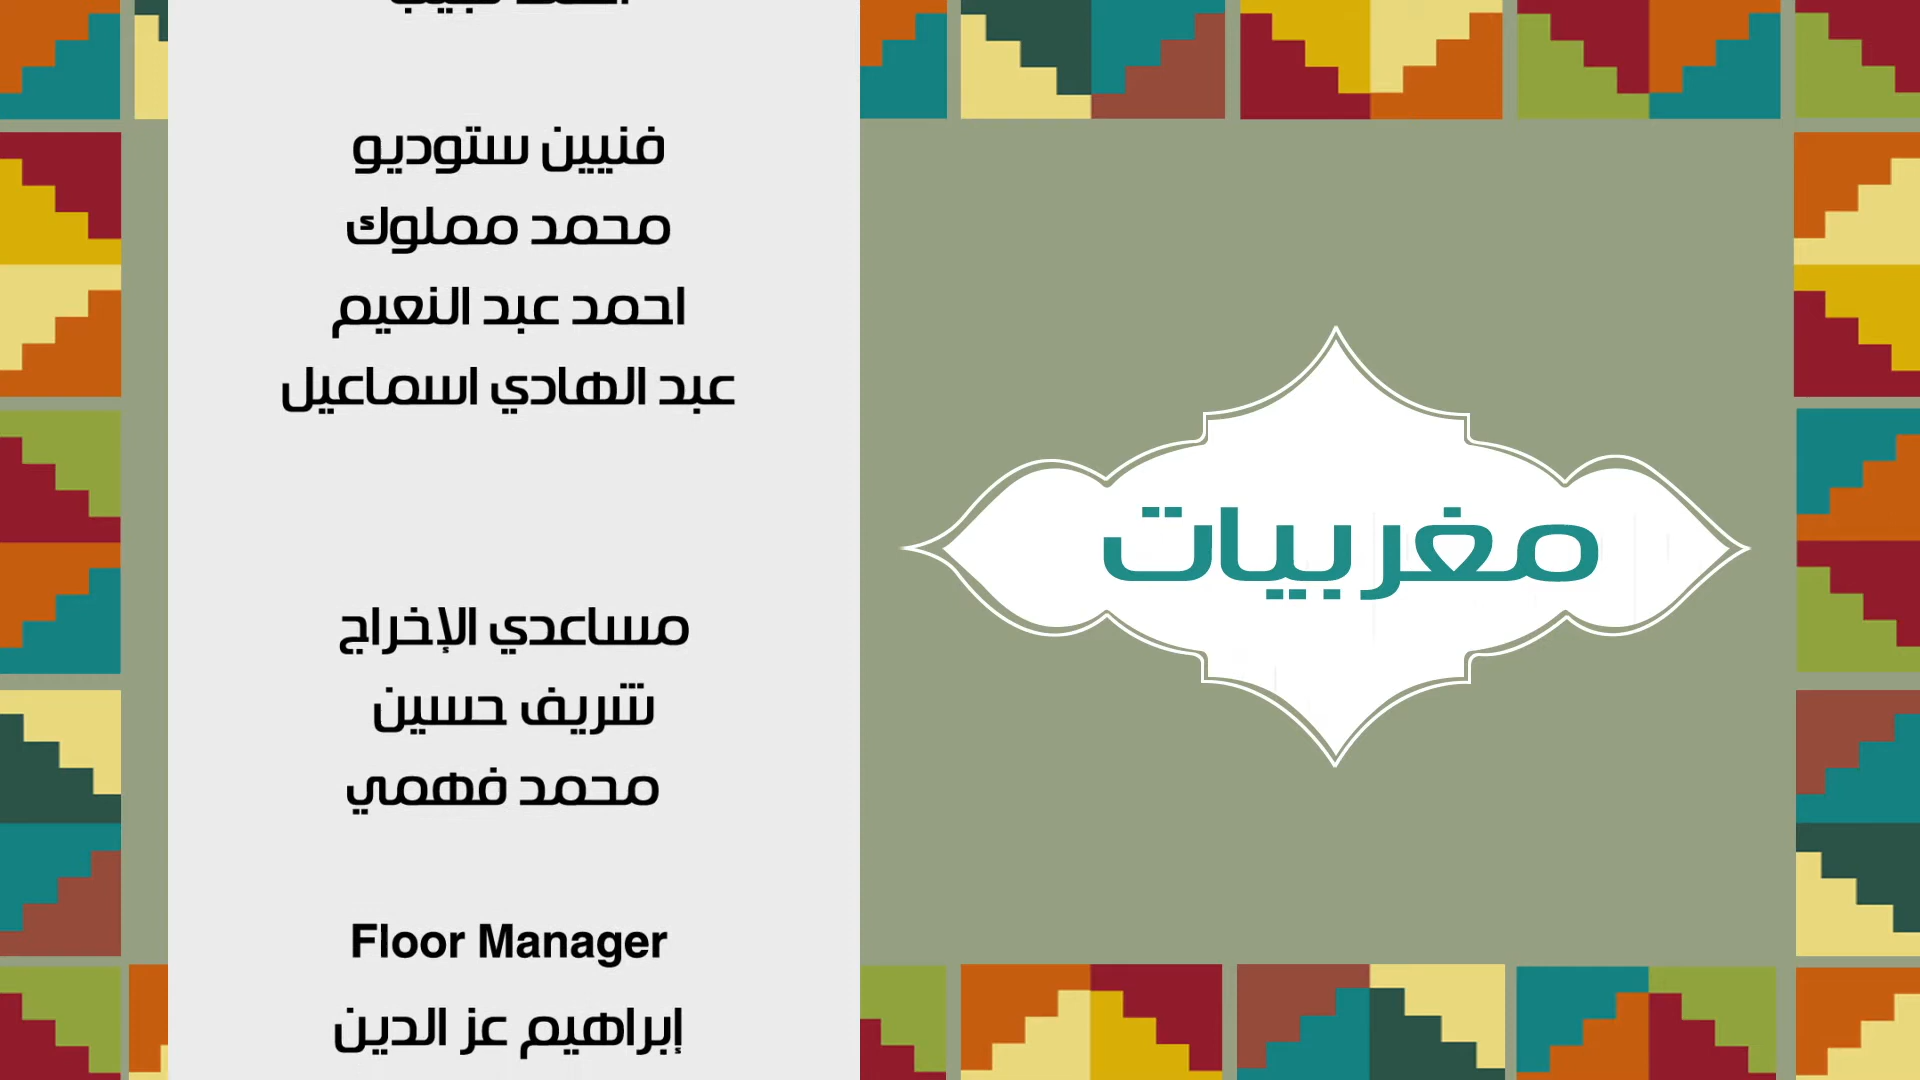 فنيين ستوديو
محمد مملوك
احمد عبد النعيم
عبد الهادي اسماعيل
مساعدي الإخراج
شريف حسين
محمد فهمي
Floor Manager
إبراهيم عز الدين
مغربيات